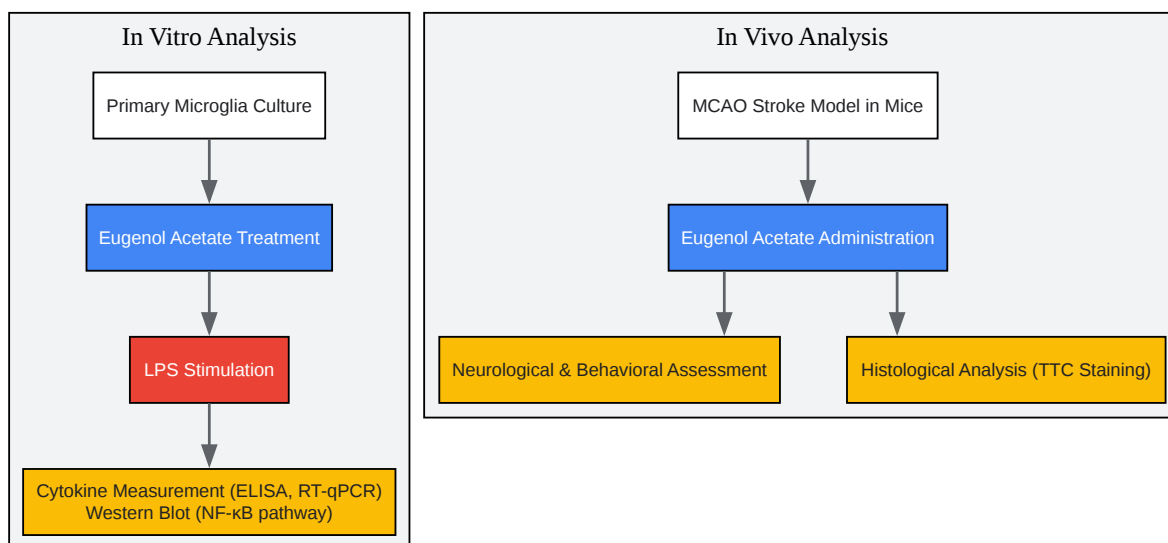 In Vitro Analysis
Primary Microglia Culture
Eugenol Acetate Treatment
LPS Stimulation
Cytokine Measurement (ELISA, RT-qPCR)
Western Blot (NF-κB pathway)
In Vivo Analysis
MCAO Stroke Model in Mice
Eugenol Acetate Administration
Neurological & Behavioral Assessment
Histological Analysis (TTC Staining)